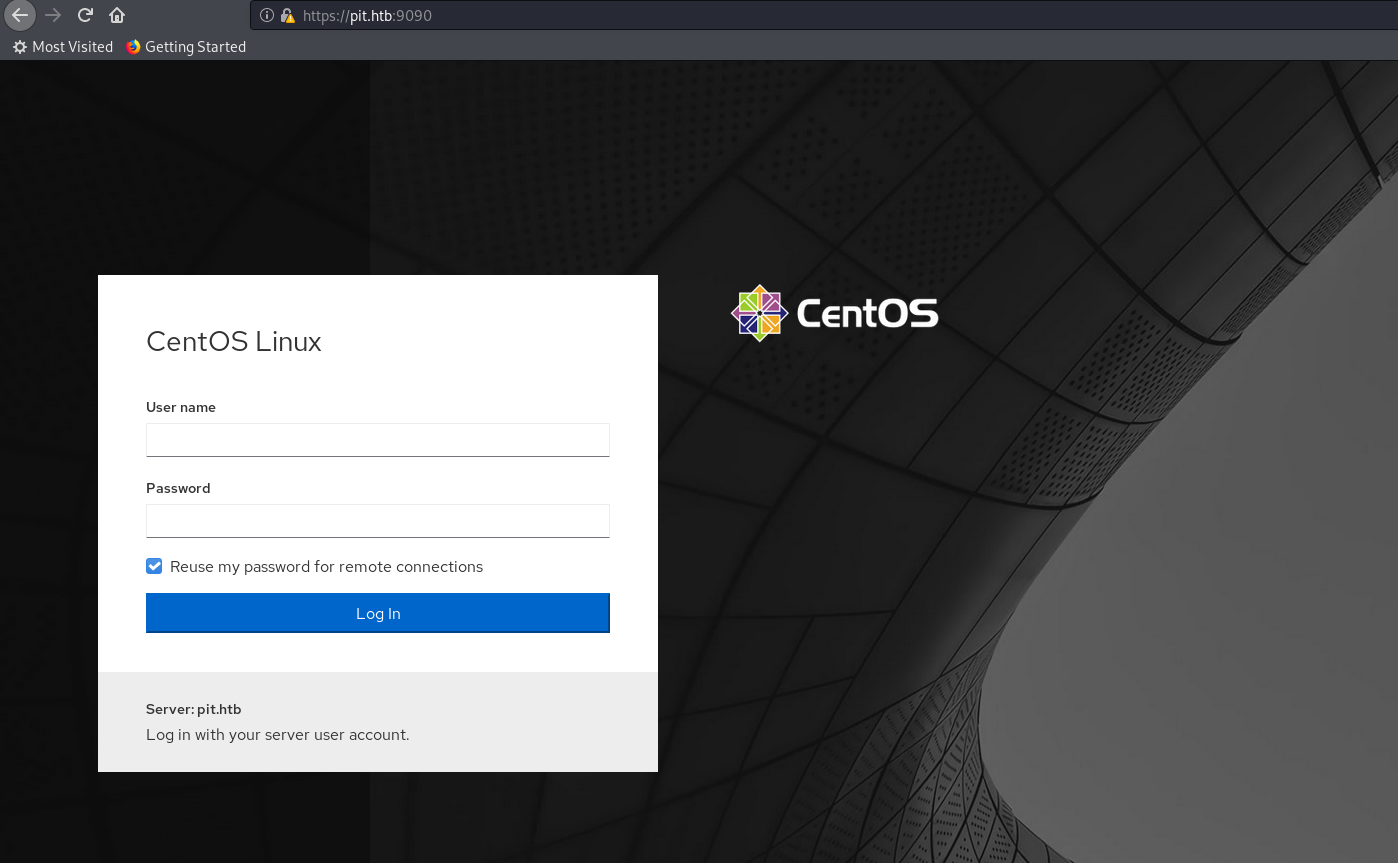 https://pit.htb:9090
Most Visited Getting Started
CentOS Linux
CentOS
User name
Password
Reuse my password for remote connections
Log In
Server: pit.htb
Log in with your server user account.